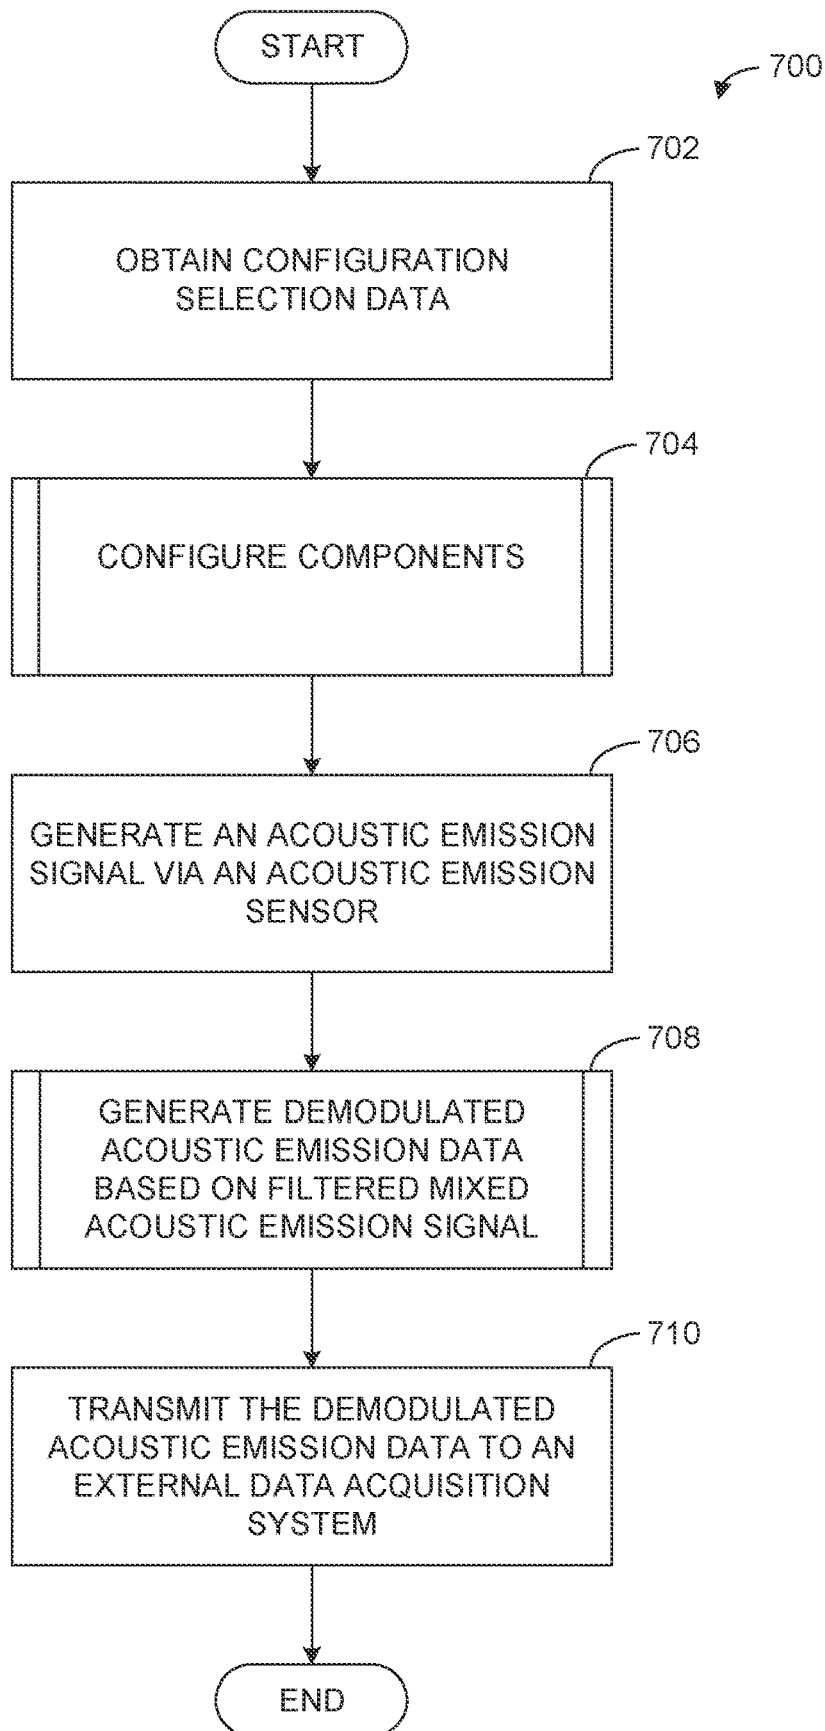 START
700
702
OBTAIN CONFIGURATION
SELECTION DATA
704
CONFIGURE COMPONENTS
706
GENERATE AN ACOUSTIC EMISSION
SIGNAL VIA AN ACOUSTIC EMISSION
SENSOR
708
GENERATE DEMODULATED
ACOUSTIC EMISSION DATA
BASED ON FILTERED MIXED
ACOUSTIC EMISSION SIGNAL
710
TRANSMIT THE DEMODULATED
ACOUSTIC EMISSION DATA TO AN
EXTERNAL DATA ACQUISITION
SYSTEM
END